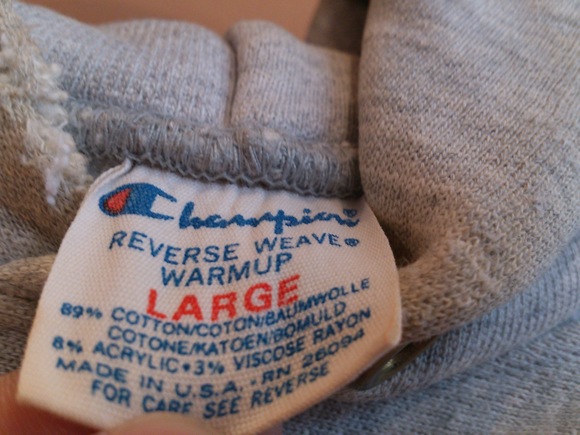 Champion
REVERSE WEAVE®
WARMUP
LARGE
89% COTTON/COTON/BAUMWOLLE
COTONE/KATOEN/BOMULD
8% ACRYLIC•3% VISCOSE RAYON
MADE IN U.S.A. RN 26094
FOR CARE SEE REVERSE